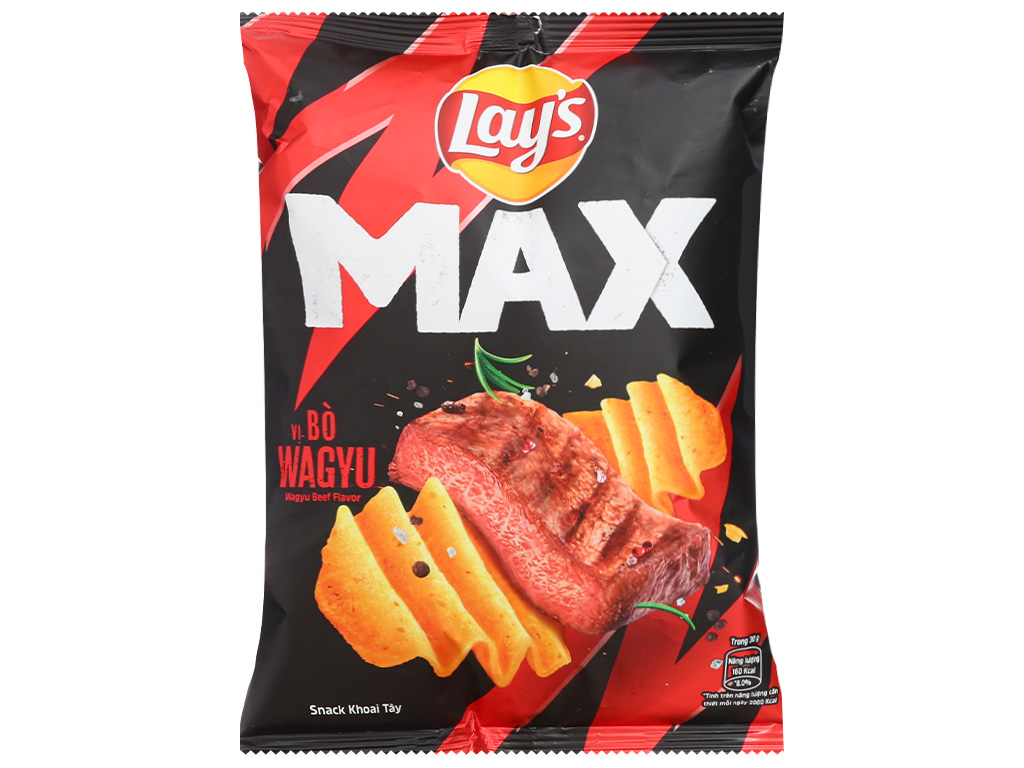 Lay's
MAX
VỊ BÒ
WAGYU
Wagyu Beef Flavor
Trong 30 g
Năng lượng
160 Kcal
*8.0%
*Tính trên năng lượng cần
thiết mỗi ngày 2000 Kcal
Snack Khoai Tây